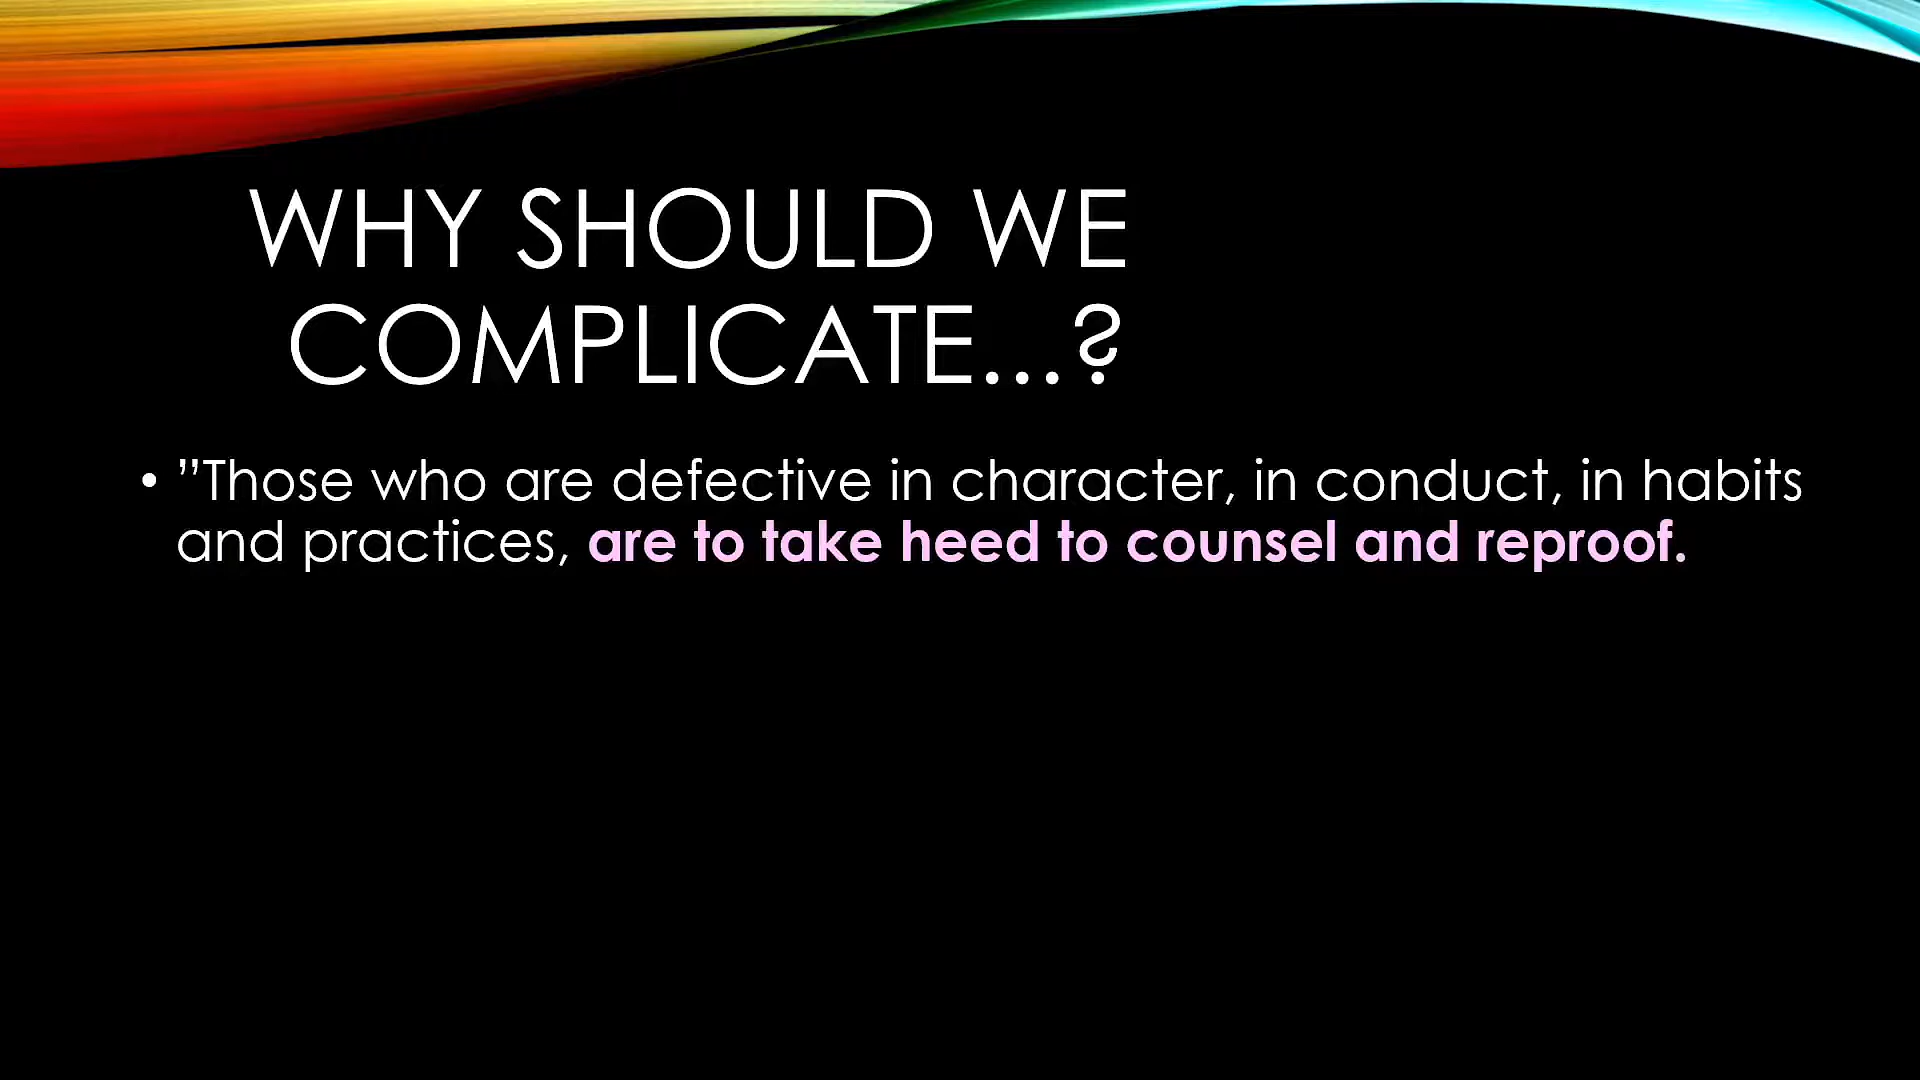 WHY SHOULD WE
COMPLICATE...?
• ”Those who are defective in character, in conduct, in habits
and practices, are to take heed to counsel and reproof.